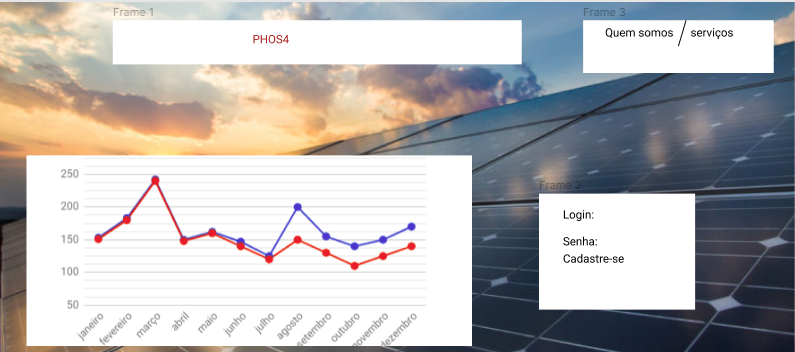 Frame 1
PHOS4
Frame 3
Quem somos / serviços
250
200
150
100
50
janeiro
fevereiro
março
abril
maio
junho
julho
agosto
setembro
outubro
novembro
dezembro
Frame 2
Login:
Senha:
Cadastre-se